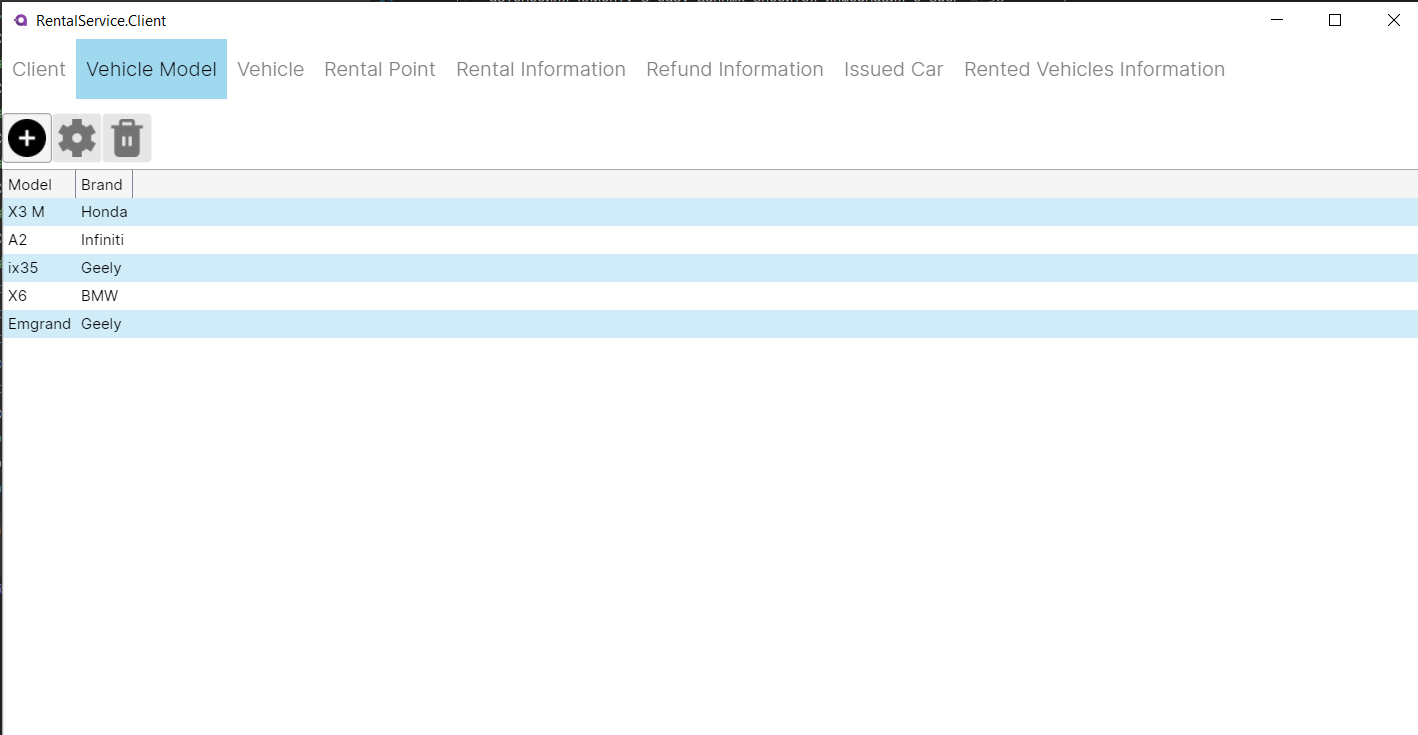 RentalService.Client
Client Vehicle Model Vehicle Rental Point Rental Information Refund Information Issued Car Rented Vehicles Information
Model Brand
X3 M Honda
A2 Infiniti
ix35 Geely
X6 BMW
Emgrand Geely